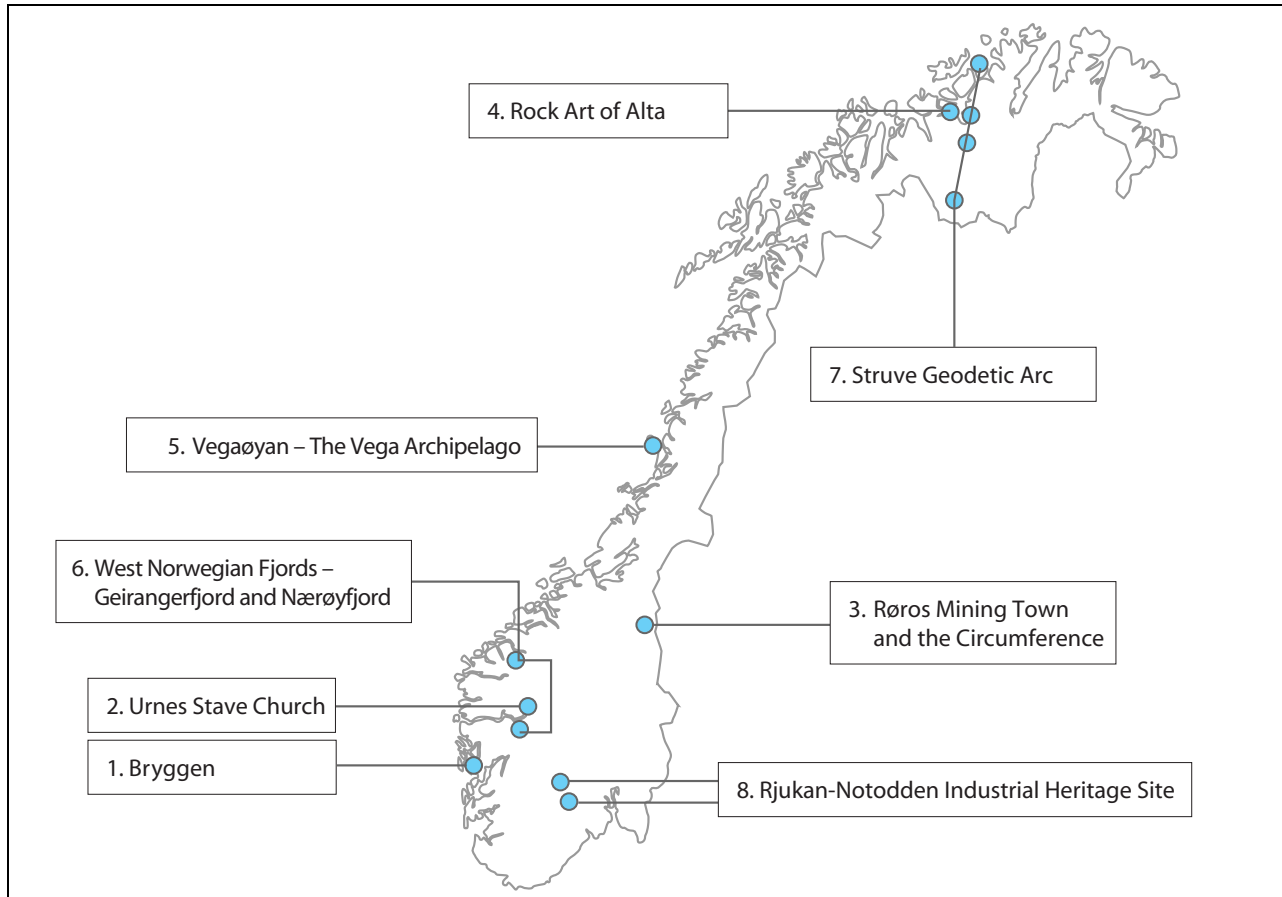 4. Rock Art of Alta
7. Struve Geodetic Arc
5. Vegaøyan – The Vega Archipelago
6. West Norwegian Fjords –
Geirangerfjord and Nærøyfjord
3. Røros Mining Town
and the Circumference
2. Urnes Stave Church
1. Bryggen
8. Rjukan-Notodden Industrial Heritage Site